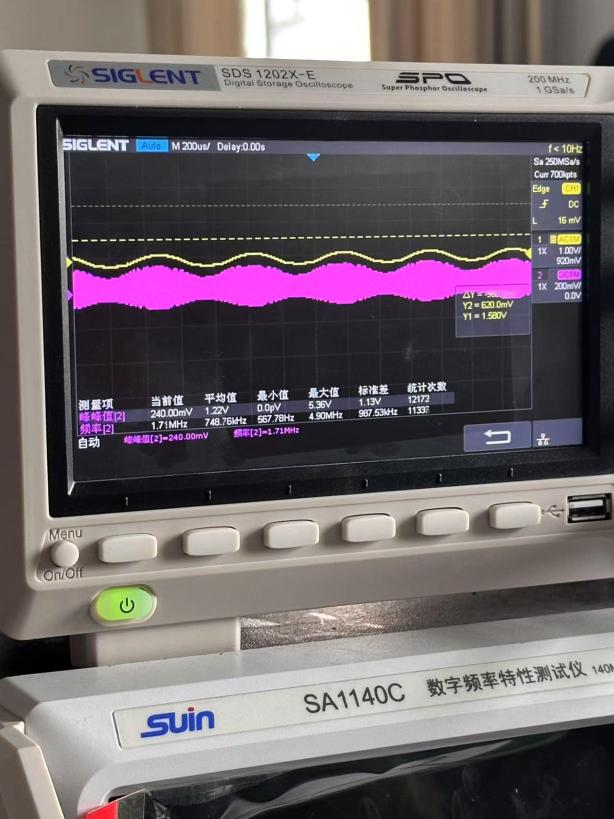 SIGLENT SDS 1202X-E SPO 200 MHz
Digital Storage Oscilloscope Super Phosphor Oscilloscope 1 GSa/s
SIGLENT Auto M 200us/ Delay:0.00s f < 10Hz
Sa 250MSa/s
Curr 700kpts
Edge CH1
DC
L 16 mV
1 AC1M
1X 1.00V/
920mV
2 DC1M
1X 200mV/
0.0V
Y2 = 620.0mV
Y1 = 1.580V
测量项 当前值 平均值 最小值 最大值 标准差 统计次数
峰峰值[2] 240.00mV 1.22V 0.0pV 5.36V 1.13V 12173
频率[2] 1.71MHz 748.76kHz 567.78Hz 4.90MHz 987.53kHz
自动 峰峰值[2]=240.00mV 频率[2]=1.71MHz
Menu
On/Off
Suin SA1140C 数字频率特性测试仪